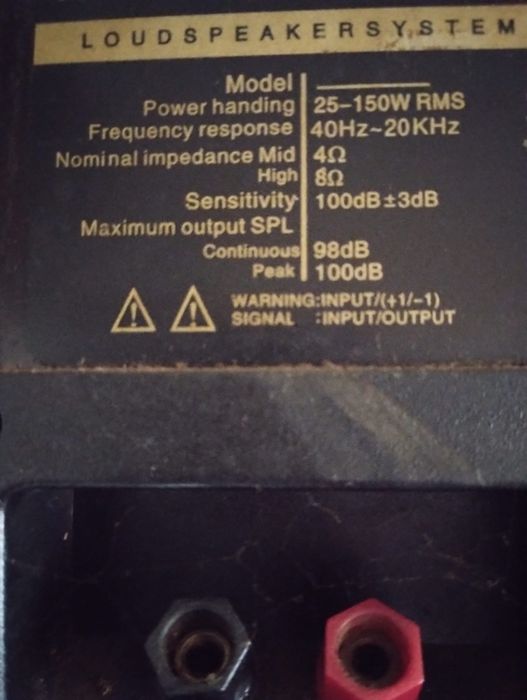 LOUDSPEAKERSYSTEM
Model
Power handing 25-150W RMS
Frequency response 40Hz~20KHz
Nominal impedance Mid 4Ω
High 8Ω
Sensitivity 100dB±3dB
Maximum output SPL
Continuous 98dB
Peak 100dB
WARNING:INPUT/(+1/-1)
SIGNAL :INPUT/OUTPUT